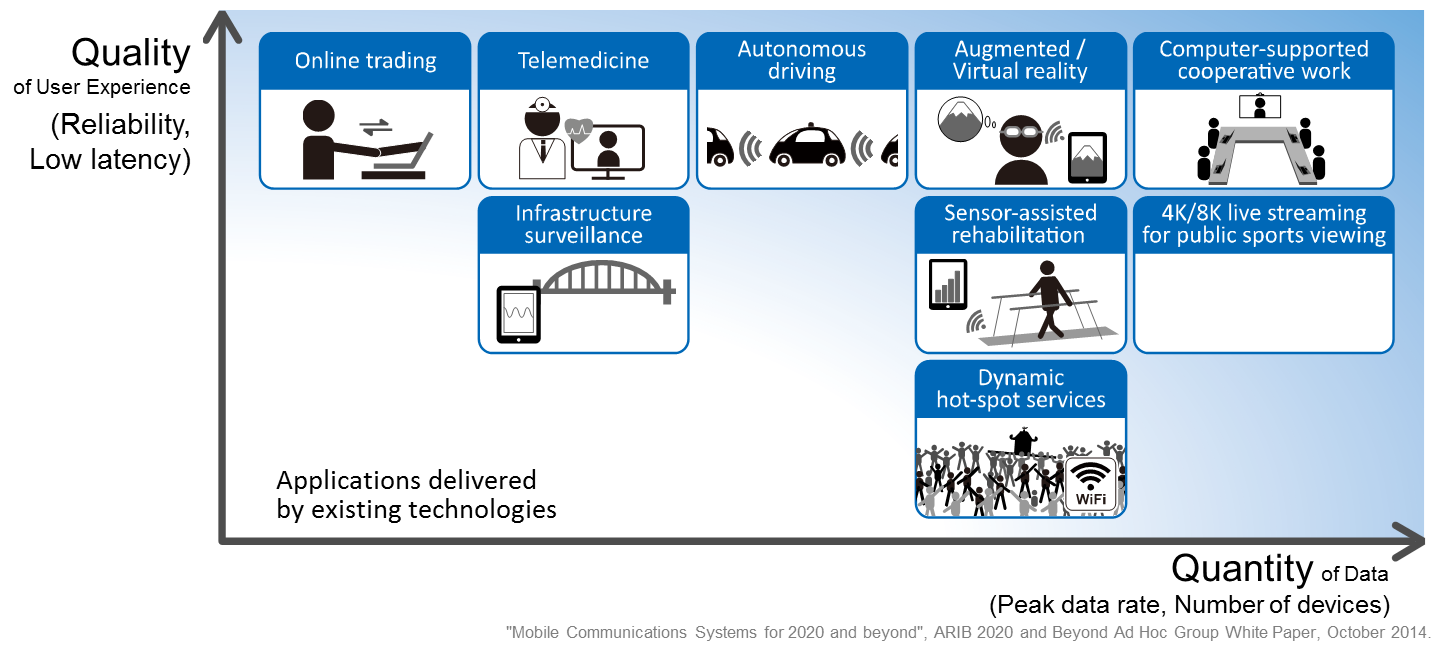 Quality
of User Experience
(Reliability,
Low latency)
Online trading
Telemedicine
Autonomous
driving
Augmented /
Virtual reality
Computer-supported
cooperative work
Infrastructure
surveillance
Sensor-assisted
rehabilitation
4K/8K live streaming
for public sports viewing
Dynamic
hot-spot services
WiFi
Applications delivered
by existing technologies
Quantity of Data
(Peak data rate, Number of devices)
"Mobile Communications Systems for 2020 and beyond", ARIB 2020 and Beyond Ad Hoc Group White Paper, October 2014.